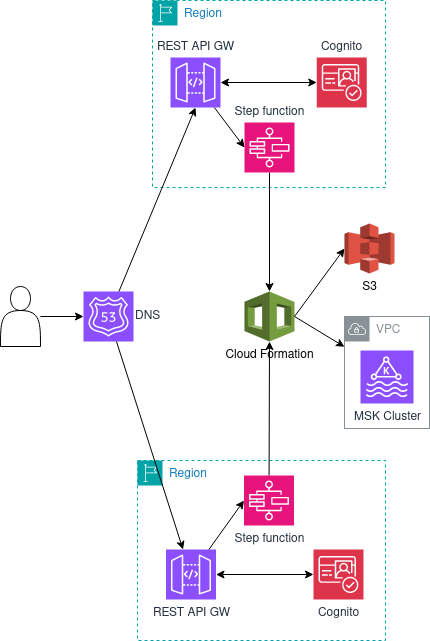 Region
REST API GW
Cognito
Step function
S3
53
DNS
Cloud Formation
VPC
K
MSK Cluster
Region
Step function
REST API GW
Cognito